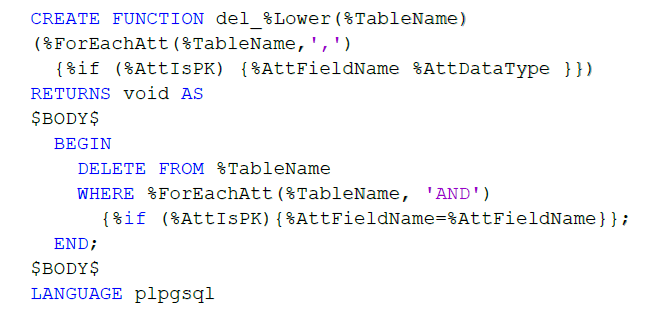 CREATE FUNCTION del_%Lower(%TableName)
(%ForEachAtt(%TableName,',')
{%if (%AttIsPK) {%AttFieldName %AttDataType }})
RETURNS void AS
$BODY$
BEGIN
DELETE FROM %TableName
WHERE %ForEachAtt(%TableName, 'AND')
{%if (%AttIsPK){%AttFieldName=%AttFieldName}};
END;
$BODY$
LANGUAGE plpgsql